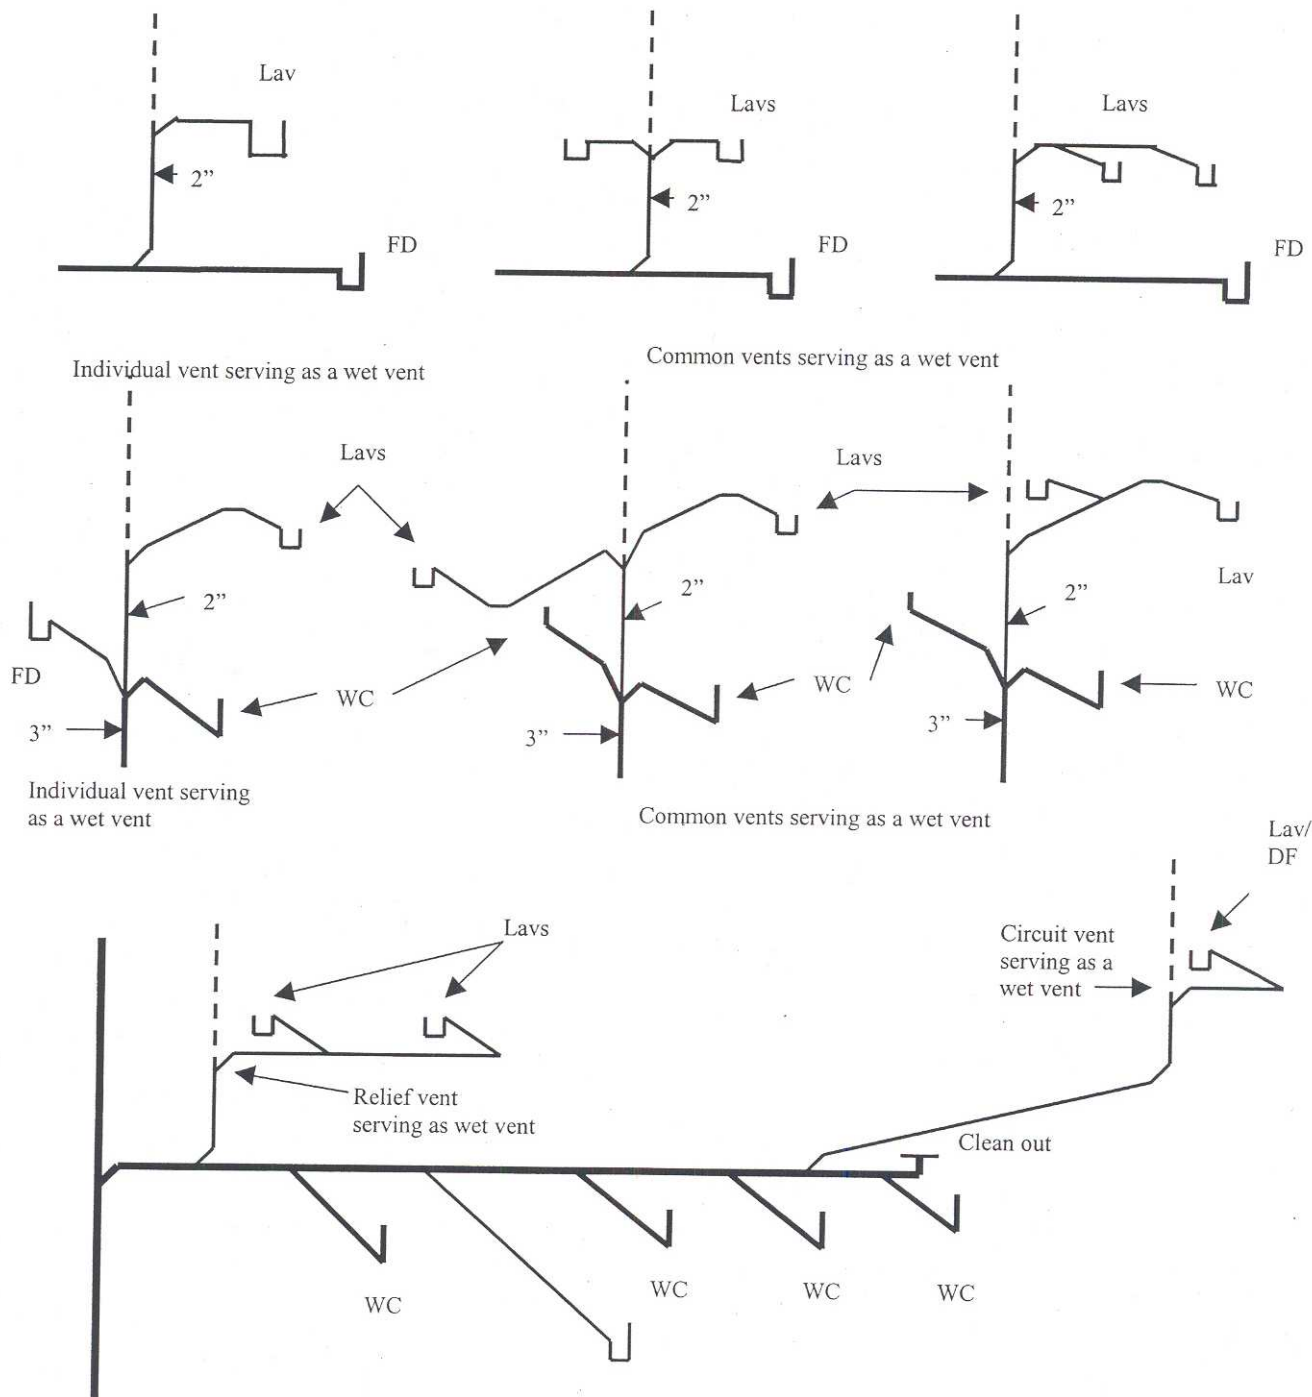 Lav
2”
FD
Lavs
2”
FD
Lavs
2”
FD
Individual vent serving as a wet vent
Common vents serving as a wet vent
Lavs
2”
FD
3”
WC
Lavs
2”
3”
WC
Lav
2”
3”
WC
Individual vent serving
as a wet vent
Common vents serving as a wet vent
Lav/
DF
Circuit vent
serving as a
wet vent
Lavs
Relief vent
serving as wet vent
Clean out
WC
WC
WC
WC